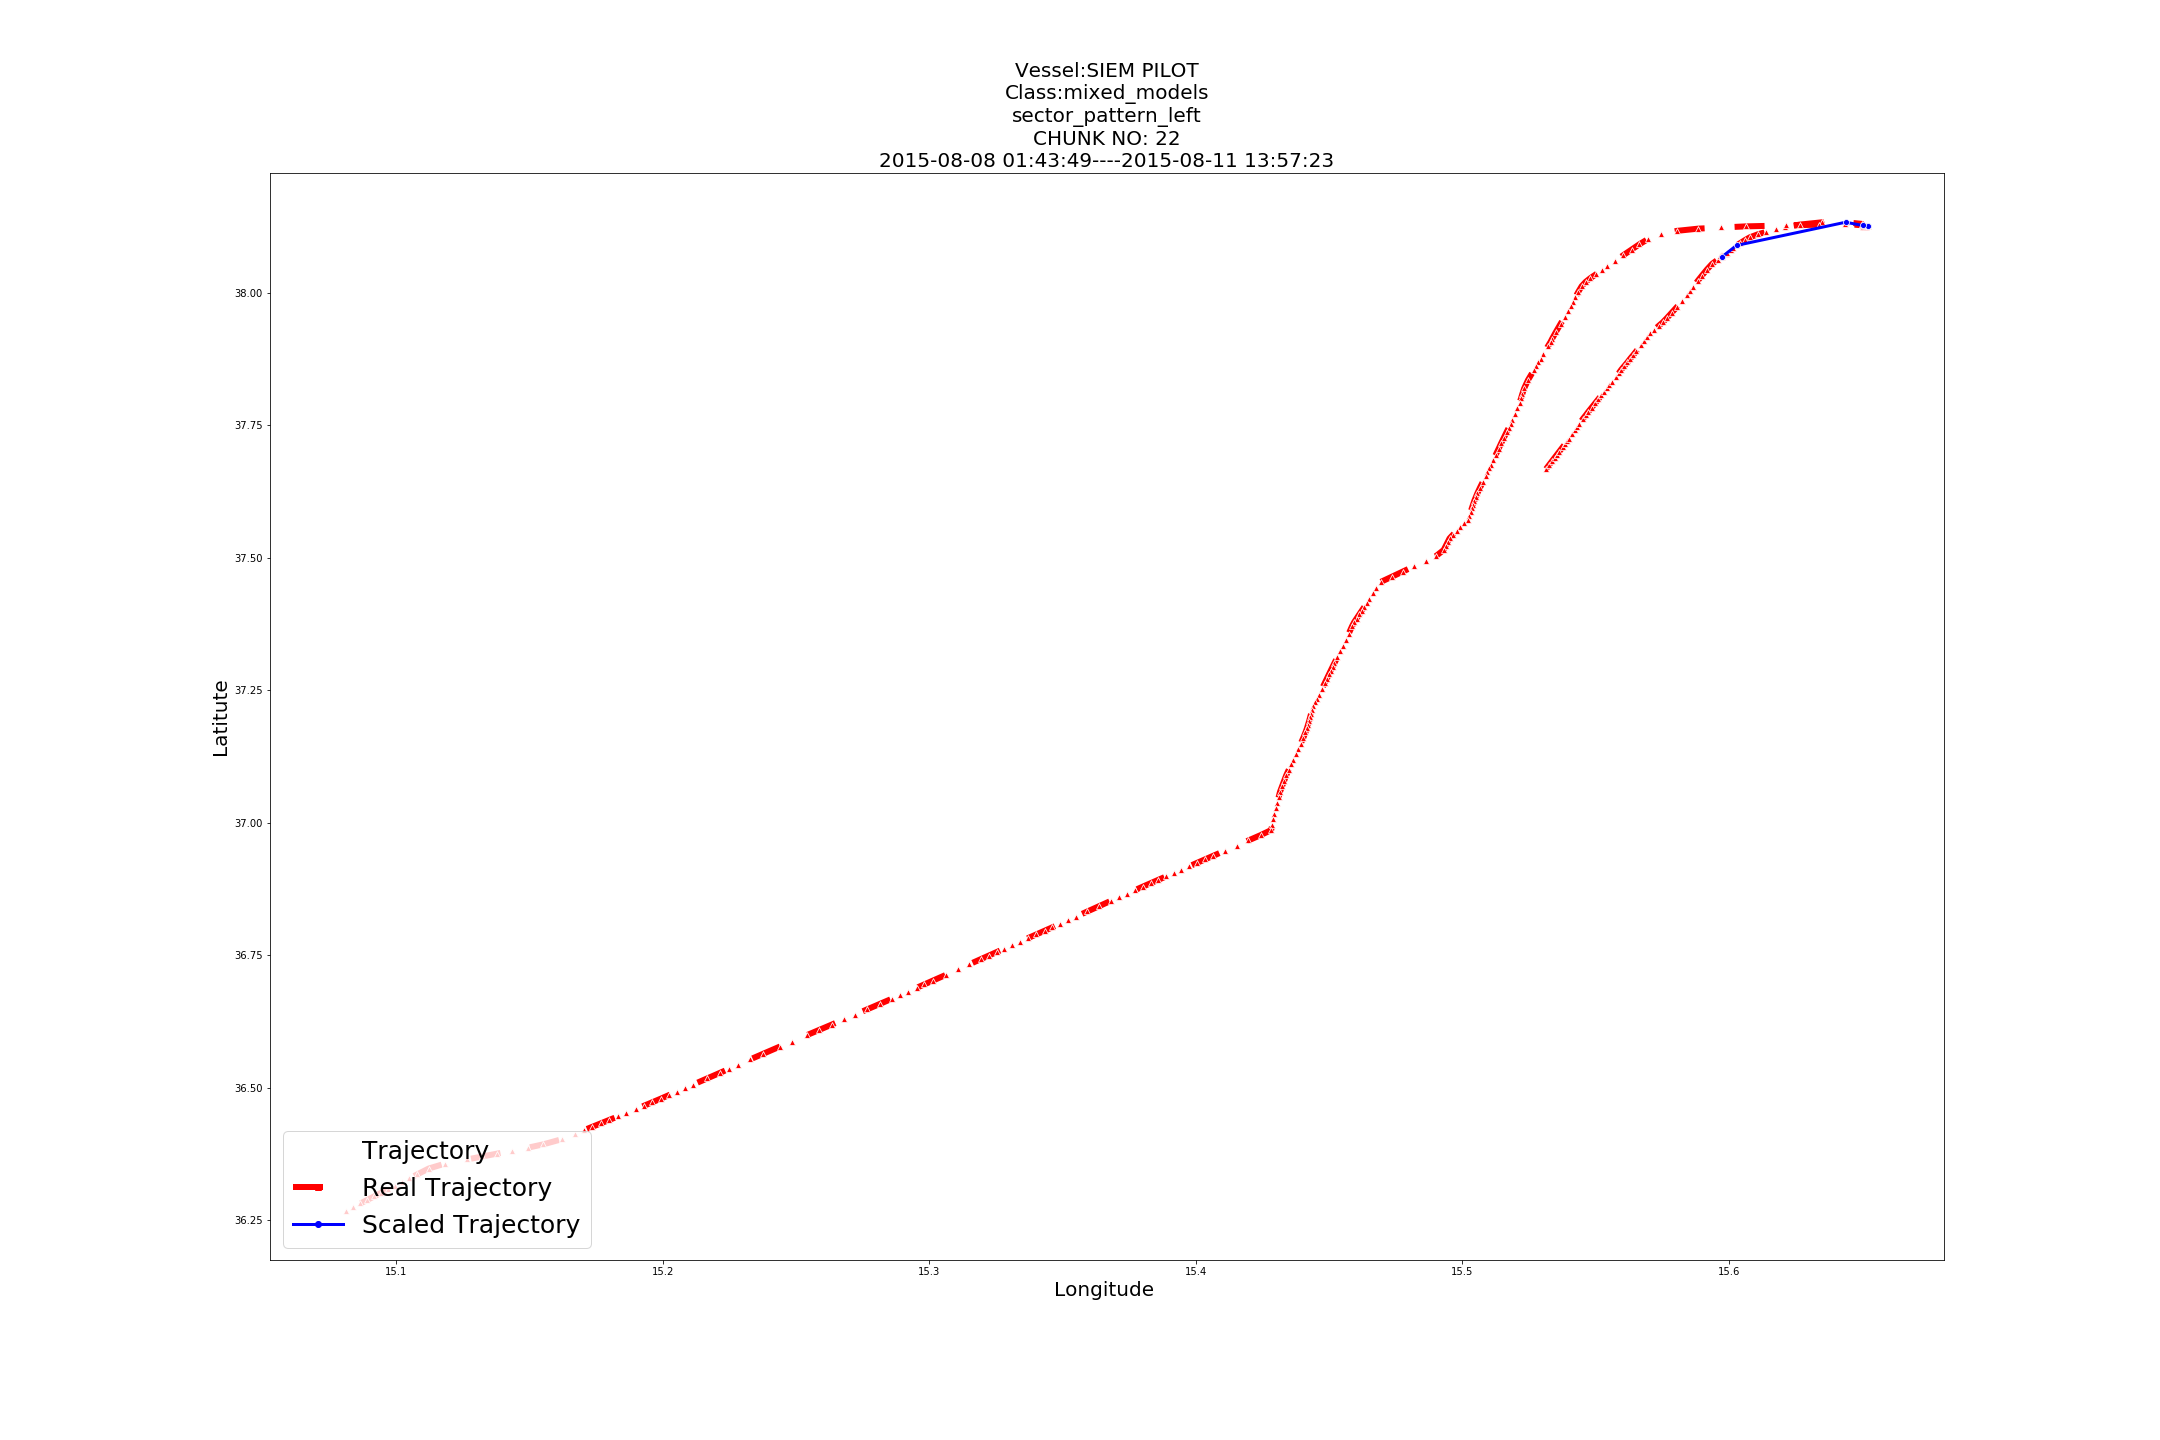 Vessel:SIEM PILOT
Class:mixed_models
sector_pattern_left
CHUNK NO: 22
2015-08-08 01:43:49----2015-08-11 13:57:23
38.00
37.75
37.50
37.25
37.00
36.75
36.50
36.25
Latitute
Trajectory
Real Trajectory
Scaled Trajectory
15.1
15.2
15.3
15.4
15.5
15.6
Longitude